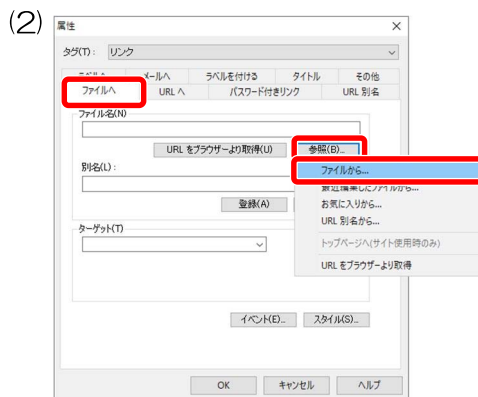 (2)
属性
タグ(T): リンク
ラベルへ メールへ ラベルを付ける タイトル その他
ファイルへ URL へ パスワード付きリンク URL 別名
ファイル名(N)
URL をブラウザーより取得(U) 参照(B)...
ファイルから...
別名(L) :
最近編集したファイルから...
お気に入りから...
登録(A)
URL 別名から...
ターゲット(T)
トップページへ(サイト使用時のみ)
URL をブラウザーより取得
イベント(E)... スタイル(S)...
OK キャンセル ヘルプ